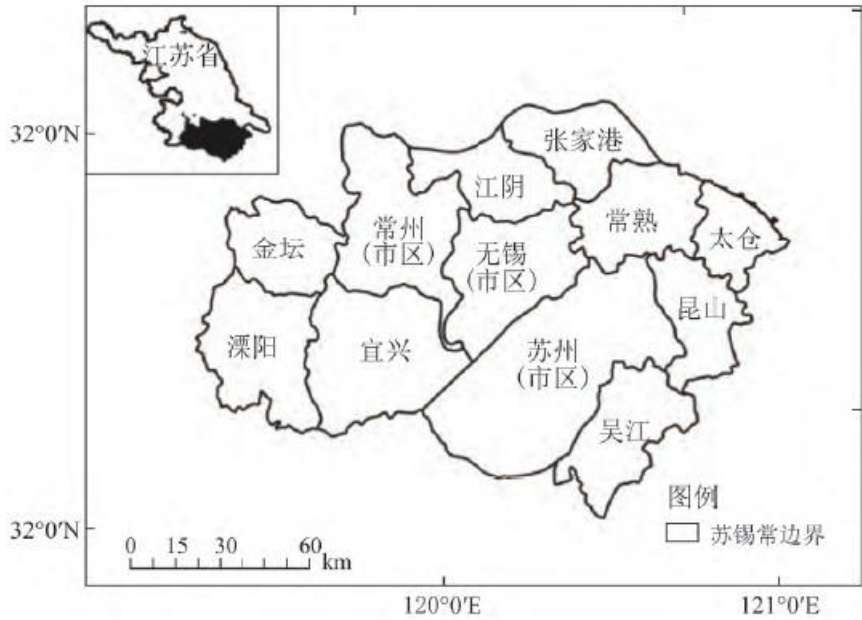 江苏省
32°0′N
张家港
江阴
常熟
太仓
金坛
常州
(市区)
无锡
(市区)
昆山
溧阳
宜兴
苏州
(市区)
吴江
图例
苏锡常边界
32°0′N
0 15 30 60
km
120°0′E
121°0′E